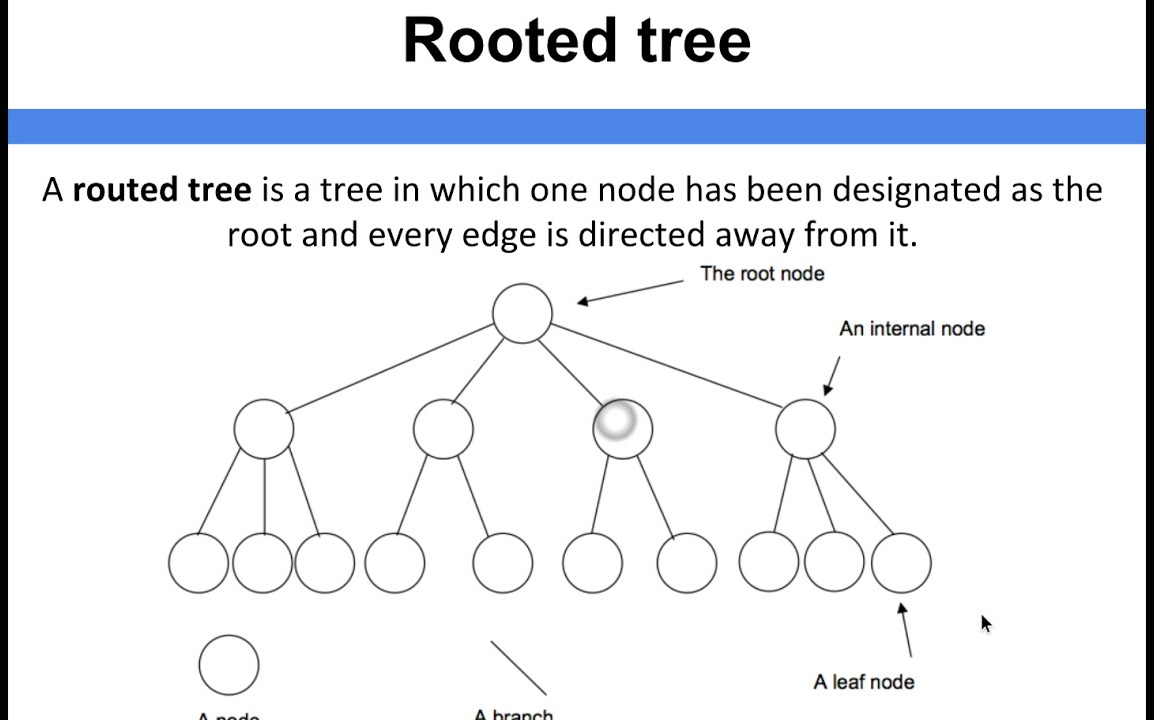 Rooted tree
A routed tree is a tree in which one node has been designated as the
root and every edge is directed away from it.
The root node
An internal node
A leaf node
A node
A branch